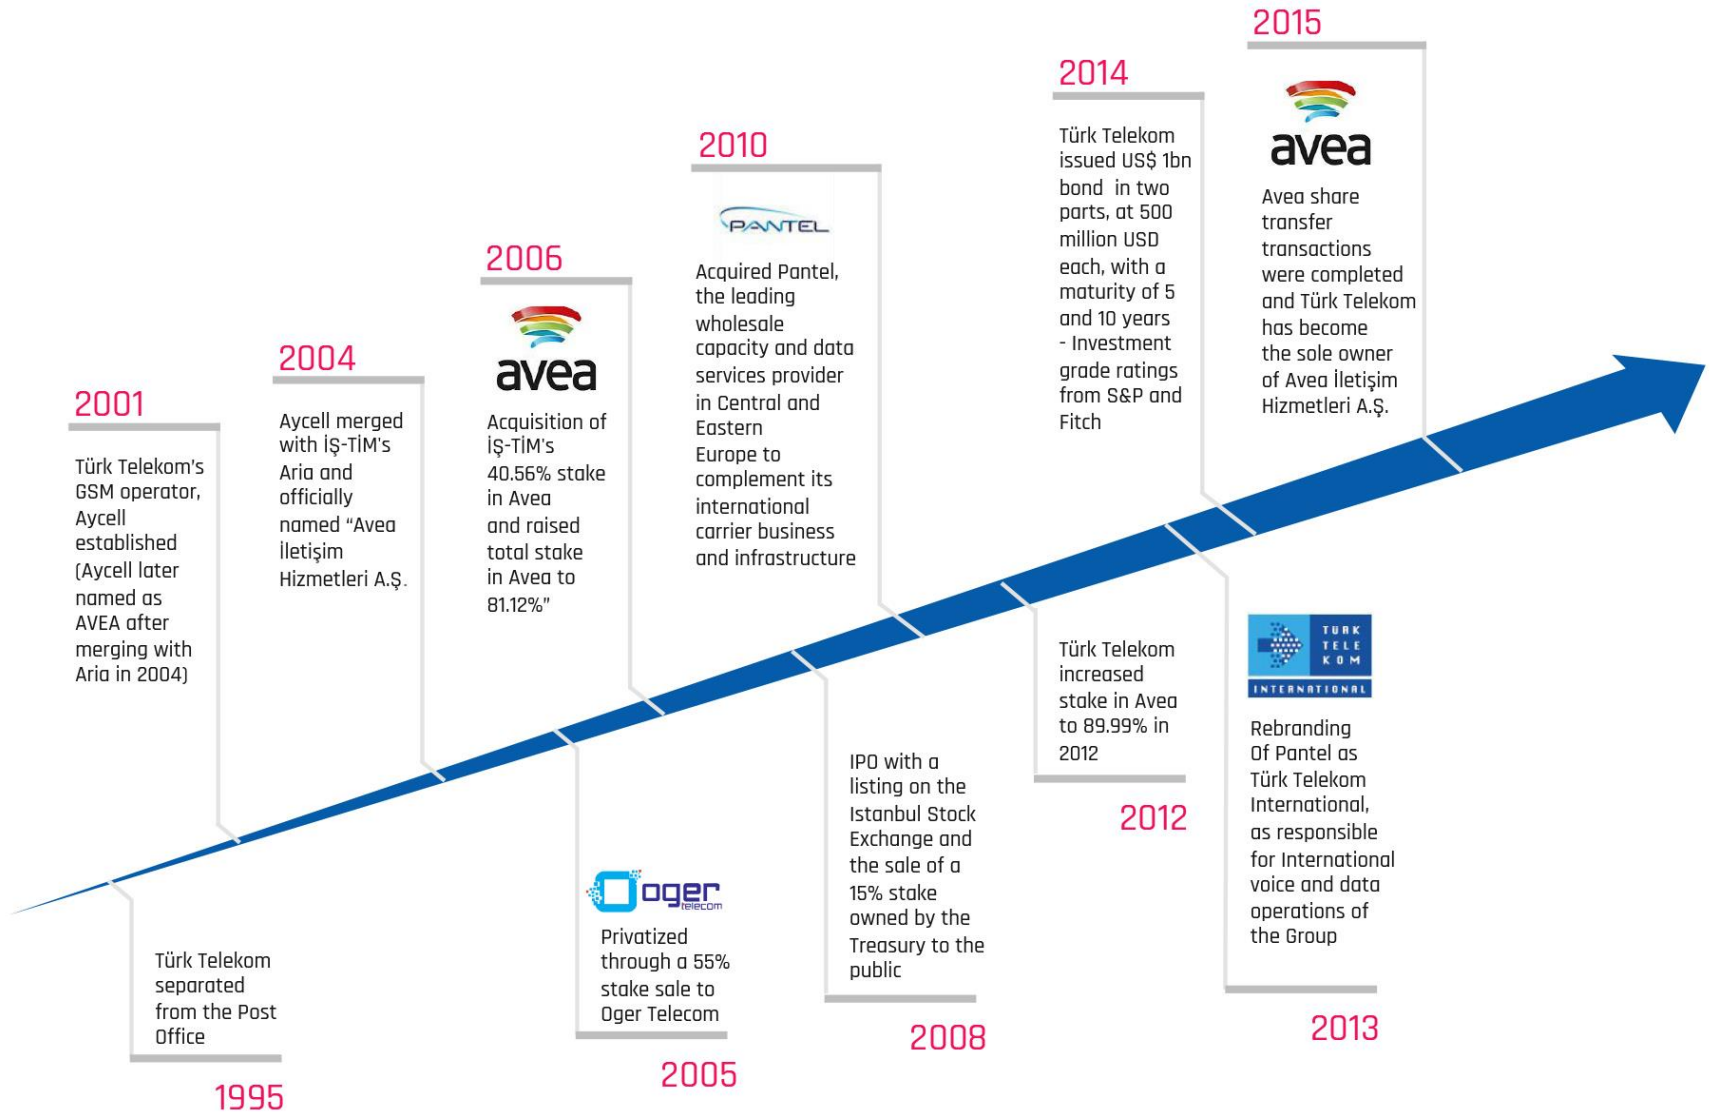 2001
Türk Telekom’s
GSM operator,
Aycell
established
(Aycell later
named as
AVEA after
merging with
Aria in 2004)
2004
Aycell merged
with İŞ-TİM's
Aria and
officially
named “Avea
İletişim
Hizmetleri A.Ş.
2006
avea
Acquisition of
İŞ-TİM's
40.56% stake
in Avea
and raised
total stake
in Avea to
81.12%”
2010
PANTEL
Acquired Pantel,
the leading
wholesale
capacity and data
services provider
in Central and
Eastern
Europe to
complement its
international
carrier business
and infrastructure
2014
Türk Telekom
issued US$ 1bn
bond in two
parts, at 500
million USD
each, with a
maturity of 5
and 10 years
- Investment
grade ratings
from S&P and
Fitch
2015
avea
Avea share
transfer
transactions
were completed
and Türk Telekom
has become
the sole owner
of Avea İletişim
Hizmetleri A.Ş.
Türk Telekom
separated
from the Post
Office
1995
oger
telecom
Privatized
through a 55%
stake sale to
Oger Telecom
2005
IPO with a
listing on the
Istanbul Stock
Exchange and
the sale of a
15% stake
owned by the
Treasury to the
public
2008
Türk Telekom
increased
stake in Avea
to 89.99% in
2012
2012
TÜRK
TELE
KOM
INTERNATIONAL
Rebranding
Of Pantel as
Türk Telekom
International,
as responsible
for International
voice and data
operations of
the Group
2013